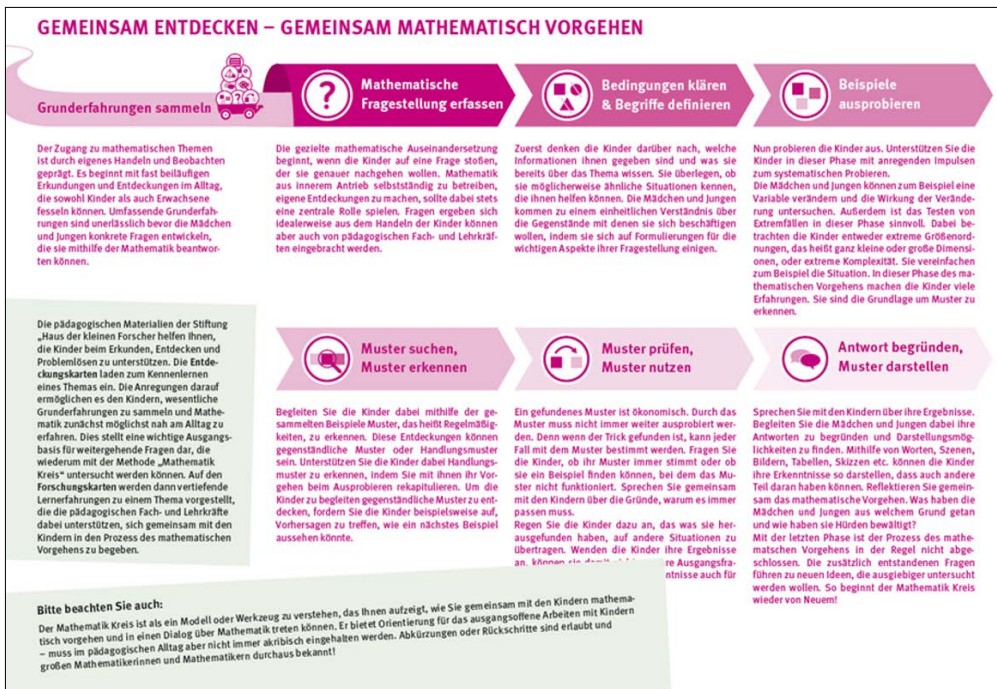 GEMEINSAM ENTDECKEN – GEMEINSAM MATHEMATISCH VORGEHEN
Grunderfahrungen sammeln
Der Zugang zu mathematischen Themen
ist durch eigenes Handeln und Beobachten
geprägt. Es beginnt mit fast beiläufigen
Erkundungen und Entdeckungen im Alltag,
die sowohl Kinder als auch Erwachsene
fesseln können. Umfassende Grunderfah-
rungen sind unerlässlich bevor die Mädchen
und Jungen konkrete Fragen entwickeln,
die sie mithilfe der Mathematik beantwor-
ten können.
?
Mathematische
Fragestellung erfassen
Die gezielte mathematische Auseinandersetzung
beginnt, wenn die Kinder auf eine Frage stoßen,
der sie genauer nachgehen wollen. Mathematik
aus innerem Antrieb selbstständig zu betreiben,
eigene Entdeckungen zu machen, sollte dabei stets
eine zentrale Rolle spielen. Fragen ergeben sich
idealerweise aus dem Handeln der Kinder können
aber auch von pädagogischen Fach- und Lehrkräf-
ten eingebracht werden.
Bedingungen klären
& Begriffe definieren
Zuerst denken die Kinder darüber nach, welche
Informationen ihnen gegeben sind und was sie
bereits über das Thema wissen. Sie überlegen, ob
sie möglicherweise ähnliche Situationen kennen,
die ihnen helfen können. Die Mädchen und Jungen
kommen zu einem einheitlichen Verständnis über
die Gegenstände mit denen sie sich beschäftigen
wollen, indem sie sich auf Formulierungen für die
wichtigen Aspekte ihrer Fragestellung einigen.
Beispiele
ausprobieren
Nun probieren die Kinder aus. Unterstützen Sie die
Kinder in dieser Phase mit anregenden Impulsen
zum systematischen Probieren.
Die Mädchen und Jungen können zum Beispiel eine
Variable verändern und die Wirkung der Verände-
rung untersuchen. Außerdem ist das Testen von
Extremfällen in dieser Phase sinnvoll. Dabei be-
trachten die Kinder entweder extreme Größenord-
nungen, das heißt ganz kleine oder große Dimensi-
onen, oder extreme Komplexität. Sie vereinfachen
zum Beispiel die Situation. In dieser Phase des ma-
thematischen Vorgehens machen die Kinder viele
Erfahrungen. Sie sind die Grundlage um Muster zu
erkennen.
Die pädagogischen Materialien der Stiftung
„Haus der kleinen Forscher helfen Ihnen,
die Kinder beim Erkunden, Entdecken und
Problemlösen zu unterstützen. Die Entde-
ckungskarten laden zum Kennenlernen
eines Themas ein. Die Anregungen darauf
ermöglichen es den Kindern, wesentliche
Grunderfahrungen zu sammeln und Mathe-
matik zunächst möglichst nah am Alltag zu
erfahren. Dies stellt eine wichtige Ausgangs-
basis für weitergehende Fragen dar, die
wiederum mit der Methode „Mathematik
Kreis“ untersucht werden können. Auf den
Forschungskarten werden dann vertiefende
Lernerfahrungen zu einem Thema vorgestellt,
die die pädagogischen Fach- und Lehrkräfte
dabei unterstützen, sich gemeinsam mit den
Kindern in den Prozess des mathematischen
Vorgehens zu begeben.
Muster suchen,
Muster erkennen
Begleiten Sie die Kinder dabei mithilfe der ge-
sammelten Beispiele Muster, das heißt Regelmäßig-
keiten, zu erkennen. Diese Entdeckungen können
gegenständliche Muster oder Handlungsmuster
sein. Unterstützen Sie die Kinder dabei Handlungs-
muster zu erkennen, indem Sie mit ihnen ihr Vor-
gehen beim Ausprobieren rekapitulieren. Um die
Kinder zu begleiten gegenständliche Muster zu ent-
decken, fordern Sie die Kinder beispielsweise auf,
Vorhersagen zu treffen, wie ein nächstes Beispiel
aussehen könnte.
Muster prüfen,
Muster nutzen
Ein gefundenes Muster ist ökonomisch. Durch das
Muster muss nicht immer weiter ausprobiert wer-
den. Denn wenn der Trick gefunden ist, kann jeder
Fall mit dem Muster bestimmt werden. Fragen Sie
die Kinder, ob ihr Muster immer stimmt oder ob
sie ein Beispiel finden können, bei dem das Mu-
ster nicht funktioniert. Sprechen Sie gemeinsam
mit den Kindern über die Gründe, warum es immer
passen muss.
Regen Sie die Kinder dazu an, das was sie her-
ausgefunden haben, auf andere Situationen zu
übertragen. Wenden die Kinder ihre Ergebnisse
an, können sie damit re Ausgangsfra-
ntnisse auch für
Antwort begründen,
Muster darstellen
Sprechen Sie mit den Kindern über ihre Ergebnisse.
Begleiten Sie die Mädchen und Jungen dabei ihre
Antworten zu begründen und Darstellungsmög-
lichkeiten zu finden. Mithilfe von Worten, Szenen,
Bildern, Tabellen, Skizzen etc. können die Kinder
ihre Erkenntnisse so darstellen, dass auch andere
Teil daran haben können. Reflektieren Sie gemein-
sam das mathematische Vorgehen. Was haben die
Mädchen und Jungen aus welchem Grund getan
und wie haben sie Hürden bewältigt?
Mit der letzten Phase ist der Prozess des mathe-
matschen Vorgehens in der Regel nicht abge-
schlossen. Die zusätzlich entstandenen Fragen
führen zu neuen Ideen, die ausgiebiger untersucht
werden wollen. So beginnt der Mathematik Kreis
wieder von Neuem!
Bitte beachten Sie auch:
Der Mathematik Kreis ist als ein Modell oder Werkzeug zu verstehen, das Ihnen aufzeigt, wie Sie gemeinsam mit den Kindern mathema-
tisch vorgehen und in einen Dialog über Mathematik treten können. Er bietet Orientierung für das ausgangsoffene Arbeiten mit Kindern
– muss im pädagogischen Alltag aber nicht immer akribisch eingehalten werden. Abkürzungen oder Rückschritte sind erlaubt und
großen Mathematikerinnen und Mathematikern durchaus bekannt!